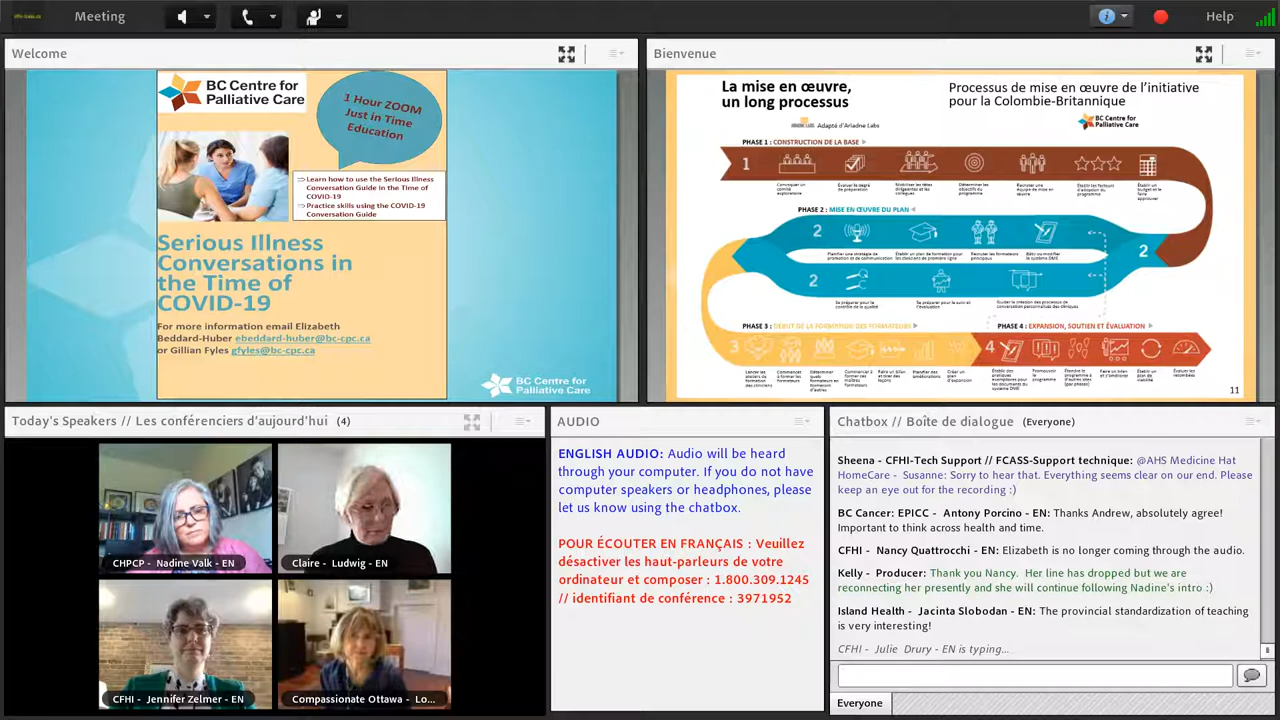 Meeting
Help
Welcome
BC Centre for
Palliative Care
1 Hour ZOOM
Just in Time
Education
Learn how to use the Serious Illness
Conversation Guide in the Time of
COVID-19
Practice skills using the COVID-19
Conversation Guide
Serious Illness
Conversations in
the Time of
COVID-19
For more information email Elizabeth
Beddard-Huber ebeddard-huber@bc-cpc.ca
or Gillian Fyles gfyles@bc-cpc.ca
BC Centre for
Palliative Care
Bienvenue
La mise en œuvre,
un long processus
Processus de mise en œuvre de l'initiative
pour la Colombie-Britannique
Adapté d'Ariadne Labs
BC Centre for
Palliative Care
PHASE 1 : CONSTRUCTION DE LA BASE
1
PHASE 2 : MISE EN ŒUVRE DU PLAN
2
2
2
PHASE 3 : DÉBUT DE LA FORMATION DES FORMATEURS
PHASE 4 : EXPANSION, SOUTIEN ET ÉVALUATION
3
4
11
Today's Speakers // Les conférenciers d'aujourd'hui (4)
CHPCP - Nadine Valk - EN
Claire - Ludwig - EN
CFHI - Jennifer Zelmer - EN
Compassionate Ottawa - Lo...
AUDIO
ENGLISH AUDIO: Audio will be heard
through your computer. If you do not have
computer speakers or headphones, please
let us know using the chatbox.
POUR ÉCOUTER EN FRANÇAIS : Veuillez
désactiver les haut-parleurs de votre
ordinateur et composer : 1.800.309.1245
// identifiant de conférence : 3971952
Chatbox // Boîte de dialogue (Everyone)
Sheena - CFHI-Tech Support // FCASS-Support technique: @AHS Medicine Hat
HomeCare - Susanne: Sorry to hear that. Everything seems clear on our end. Please
keep an eye out for the recording :)
BC Cancer: EPICC - Antony Porcino - EN: Thanks Andrew, absolutely agree!
Important to think across health and time.
CFHI - Nancy Quattrocchi - EN: Elizabeth is no longer coming through the audio.
Kelly - Producer: Thank you Nancy. Her line has dropped but we are
reconnecting her presently and she will continue following Nadine's intro :)
Island Health - Jacinta Slobodan - EN: The provincial standardization of teaching
is very interesting!
CFHI - Julie Drury - EN is typing...
Everyone